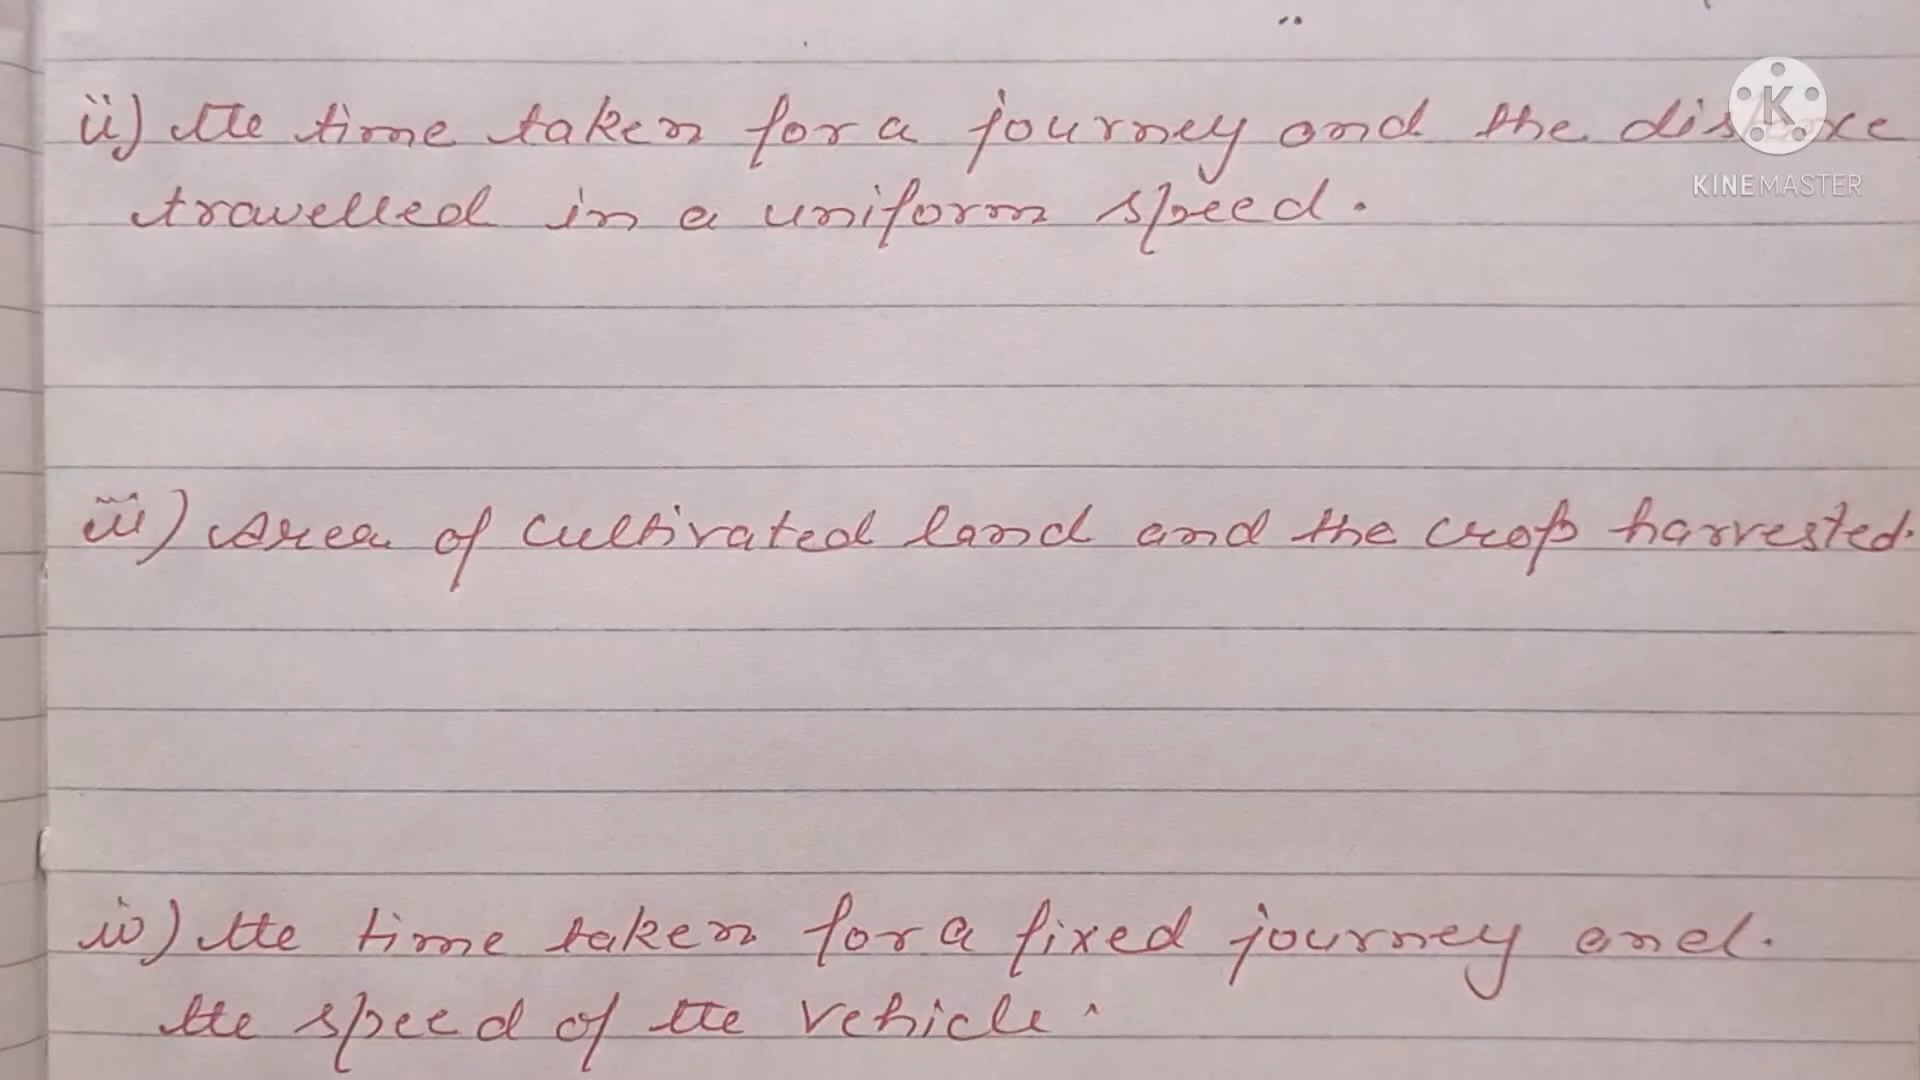 ii) the time taken for a journey and the distance
travelled in a uniform speed.
KINEMASTER
iii) Area of cultivated land and the crop harvested.
iv) the time taken for a fixed journey and.
the speed of the vehicle.